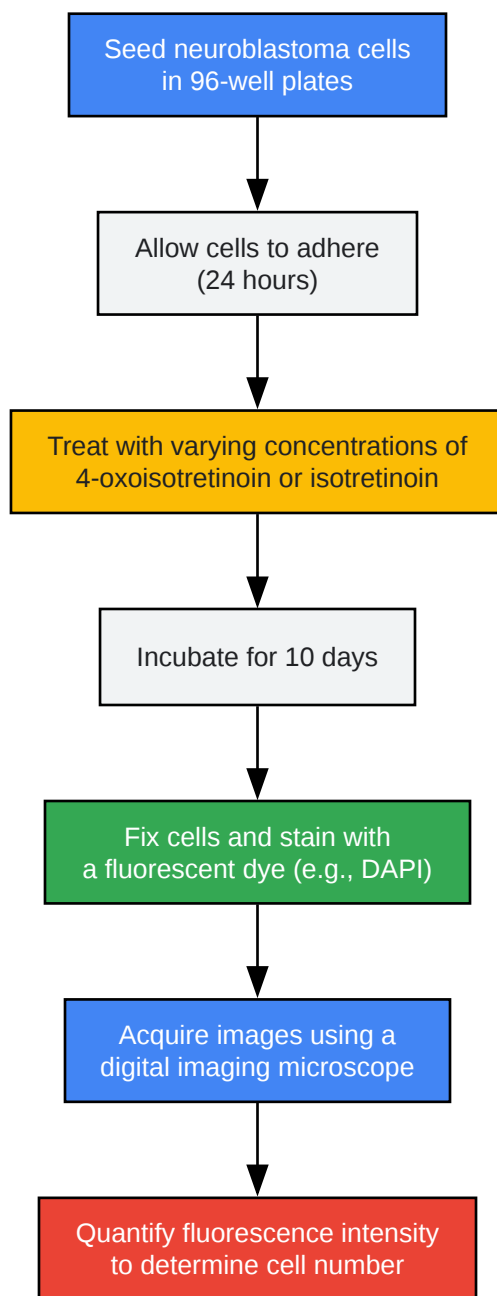 Seed neuroblastoma cells
in 96-well plates
Allow cells to adhere
(24 hours)
Treat with varying concentrations of
4-oxoisotretinoin or isotretinoin
Incubate for 10 days
Fix cells and stain with
a fluorescent dye (e.g., DAPI)
Acquire images using a
digital imaging microscope
Quantify fluorescence intensity
to determine cell number